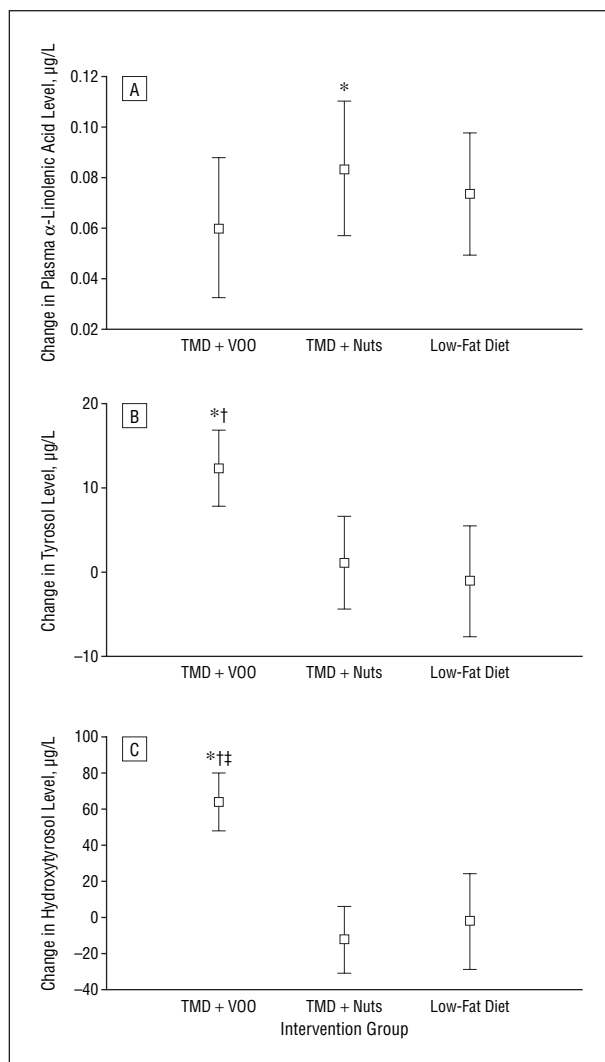 A
Change in Plasma α-Linolenic Acid Level, µg/L
0.12
0.10
0.08
0.06
0.04
0.02
*
TMD + VOO
TMD + Nuts
Low-Fat Diet
B
Change in Tyrosol Level, µg/L
20
10
0
–10
*†
TMD + VOO
TMD + Nuts
Low-Fat Diet
C
Change in Hydroxytyrosol Level, µg/L
100
80
60
40
20
0
–20
–40
*†‡
TMD + VOO
TMD + Nuts
Low-Fat Diet
Intervention Group